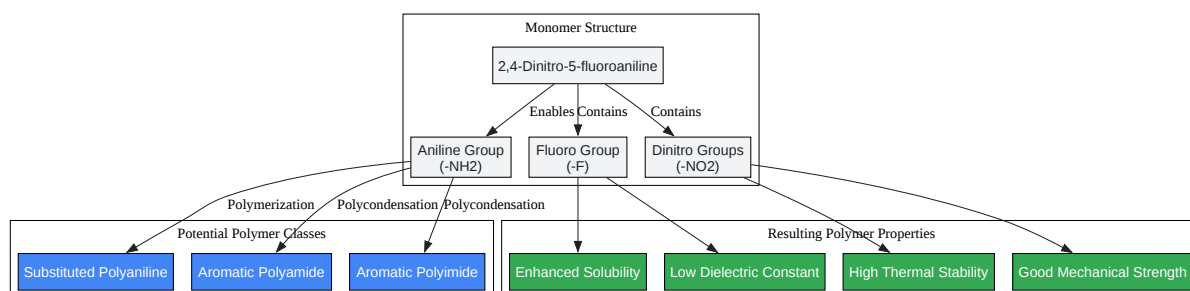 Monomer Structure
2,4-Dinitro-5-fluoroaniline
Enables Contains Contains
Aniline Group
(-NH2)
Fluoro Group
(-F)
Dinitro Groups
(-NO2)
Polymerization Polycondensation Polycondensation
Potential Polymer Classes
Resulting Polymer Properties
Substituted Polyaniline
Aromatic Polyamide
Aromatic Polyimide
Enhanced Solubility
Low Dielectric Constant
High Thermal Stability
Good Mechanical Strength